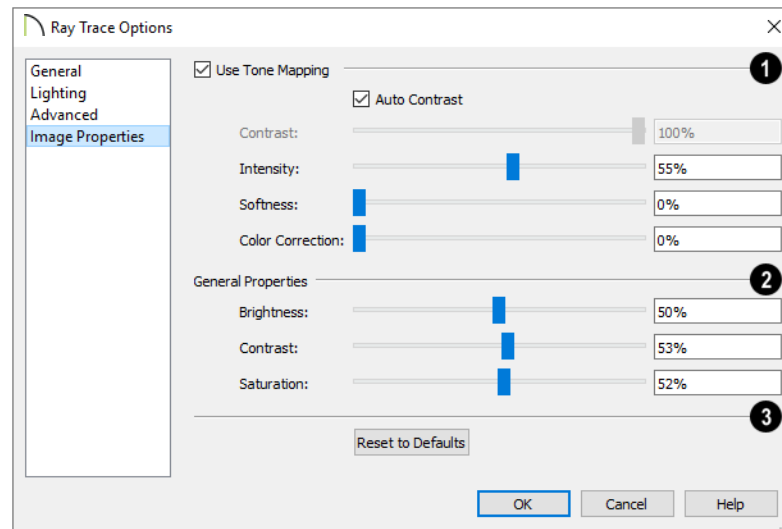 Ray Trace Options
General
Lighting
Advanced
Image Properties
Use Tone Mapping
1
Auto Contrast
Contrast: 100%
Intensity: 55%
Softness: 0%
Color Correction: 0%
General Properties
2
Brightness: 50%
Contrast: 53%
Saturation: 52%
3
Reset to Defaults
OK Cancel Help